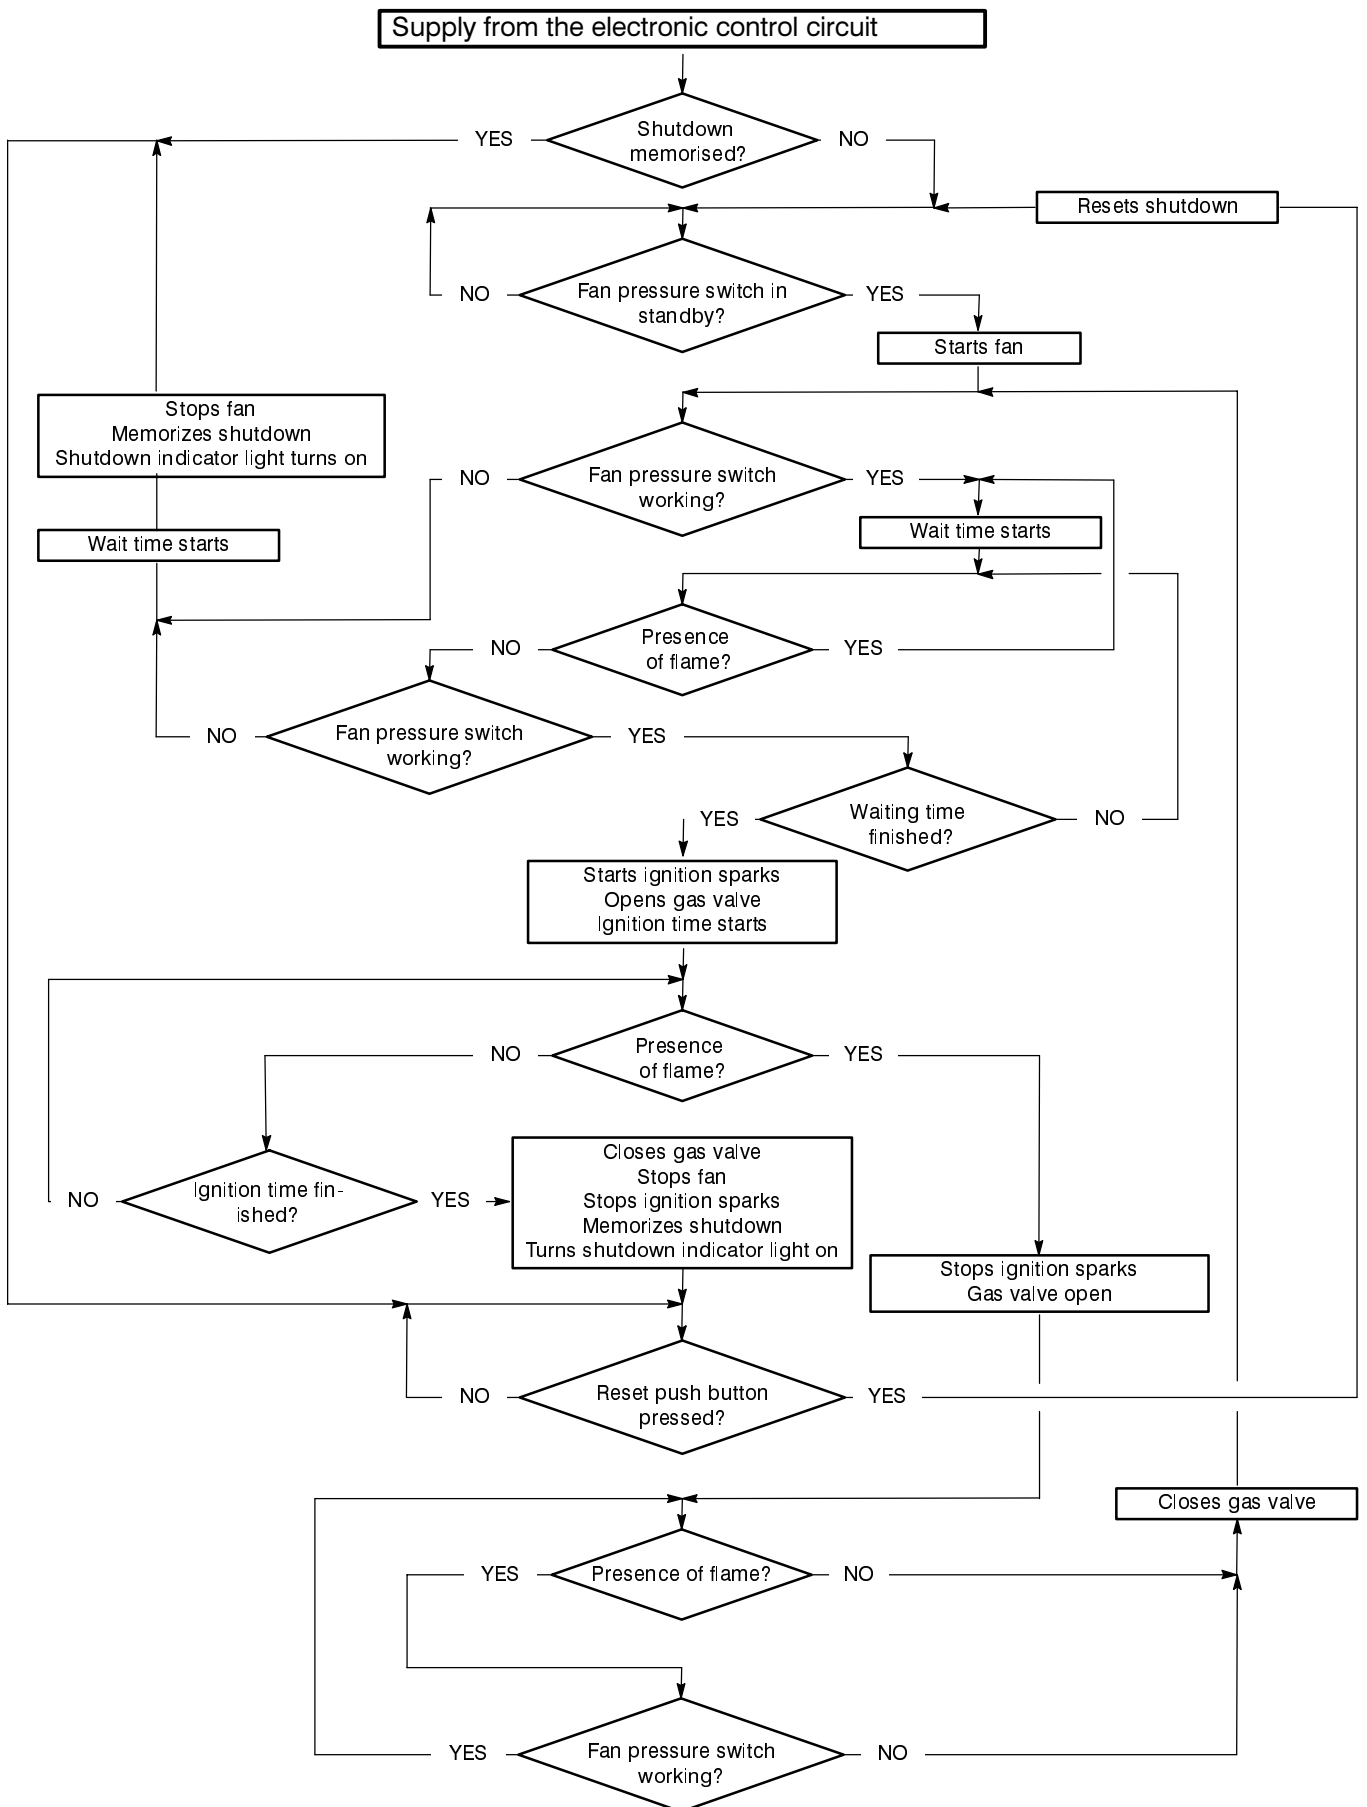 Supply from the electronic control circuit
Shutdown
memorised?
YES
NO
Resets shutdown
Fan pressure switch in
standby?
NO
YES
Starts fan
Stops fan
Memorizes shutdown
Shutdown indicator light turns on
Fan pressure switch
working?
NO
YES
Wait time starts
Wait time starts
Presence
of flame?
NO
YES
Fan pressure switch
working?
NO
YES
Waiting time
finished?
YES
NO
Starts ignition sparks
Opens gas valve
Ignition time starts
Presence
of flame?
NO
YES
Ignition time fin-
ished?
NO
YES
Closes gas valve
Stops fan
Stops ignition sparks
Memorizes shutdown
Turns shutdown indicator light on
Stops ignition sparks
Gas valve open
Reset push button
pressed?
NO
YES
Closes gas valve
Presence of flame?
YES
NO
Fan pressure switch
working?
YES
NO